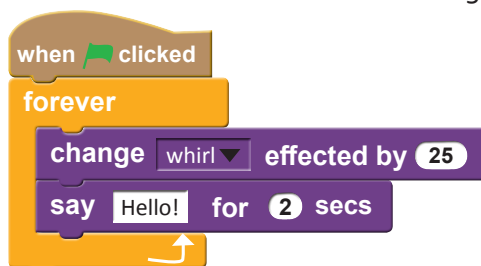 when clicked
forever
change whirl effected by 25
say Hello! for 2 secs